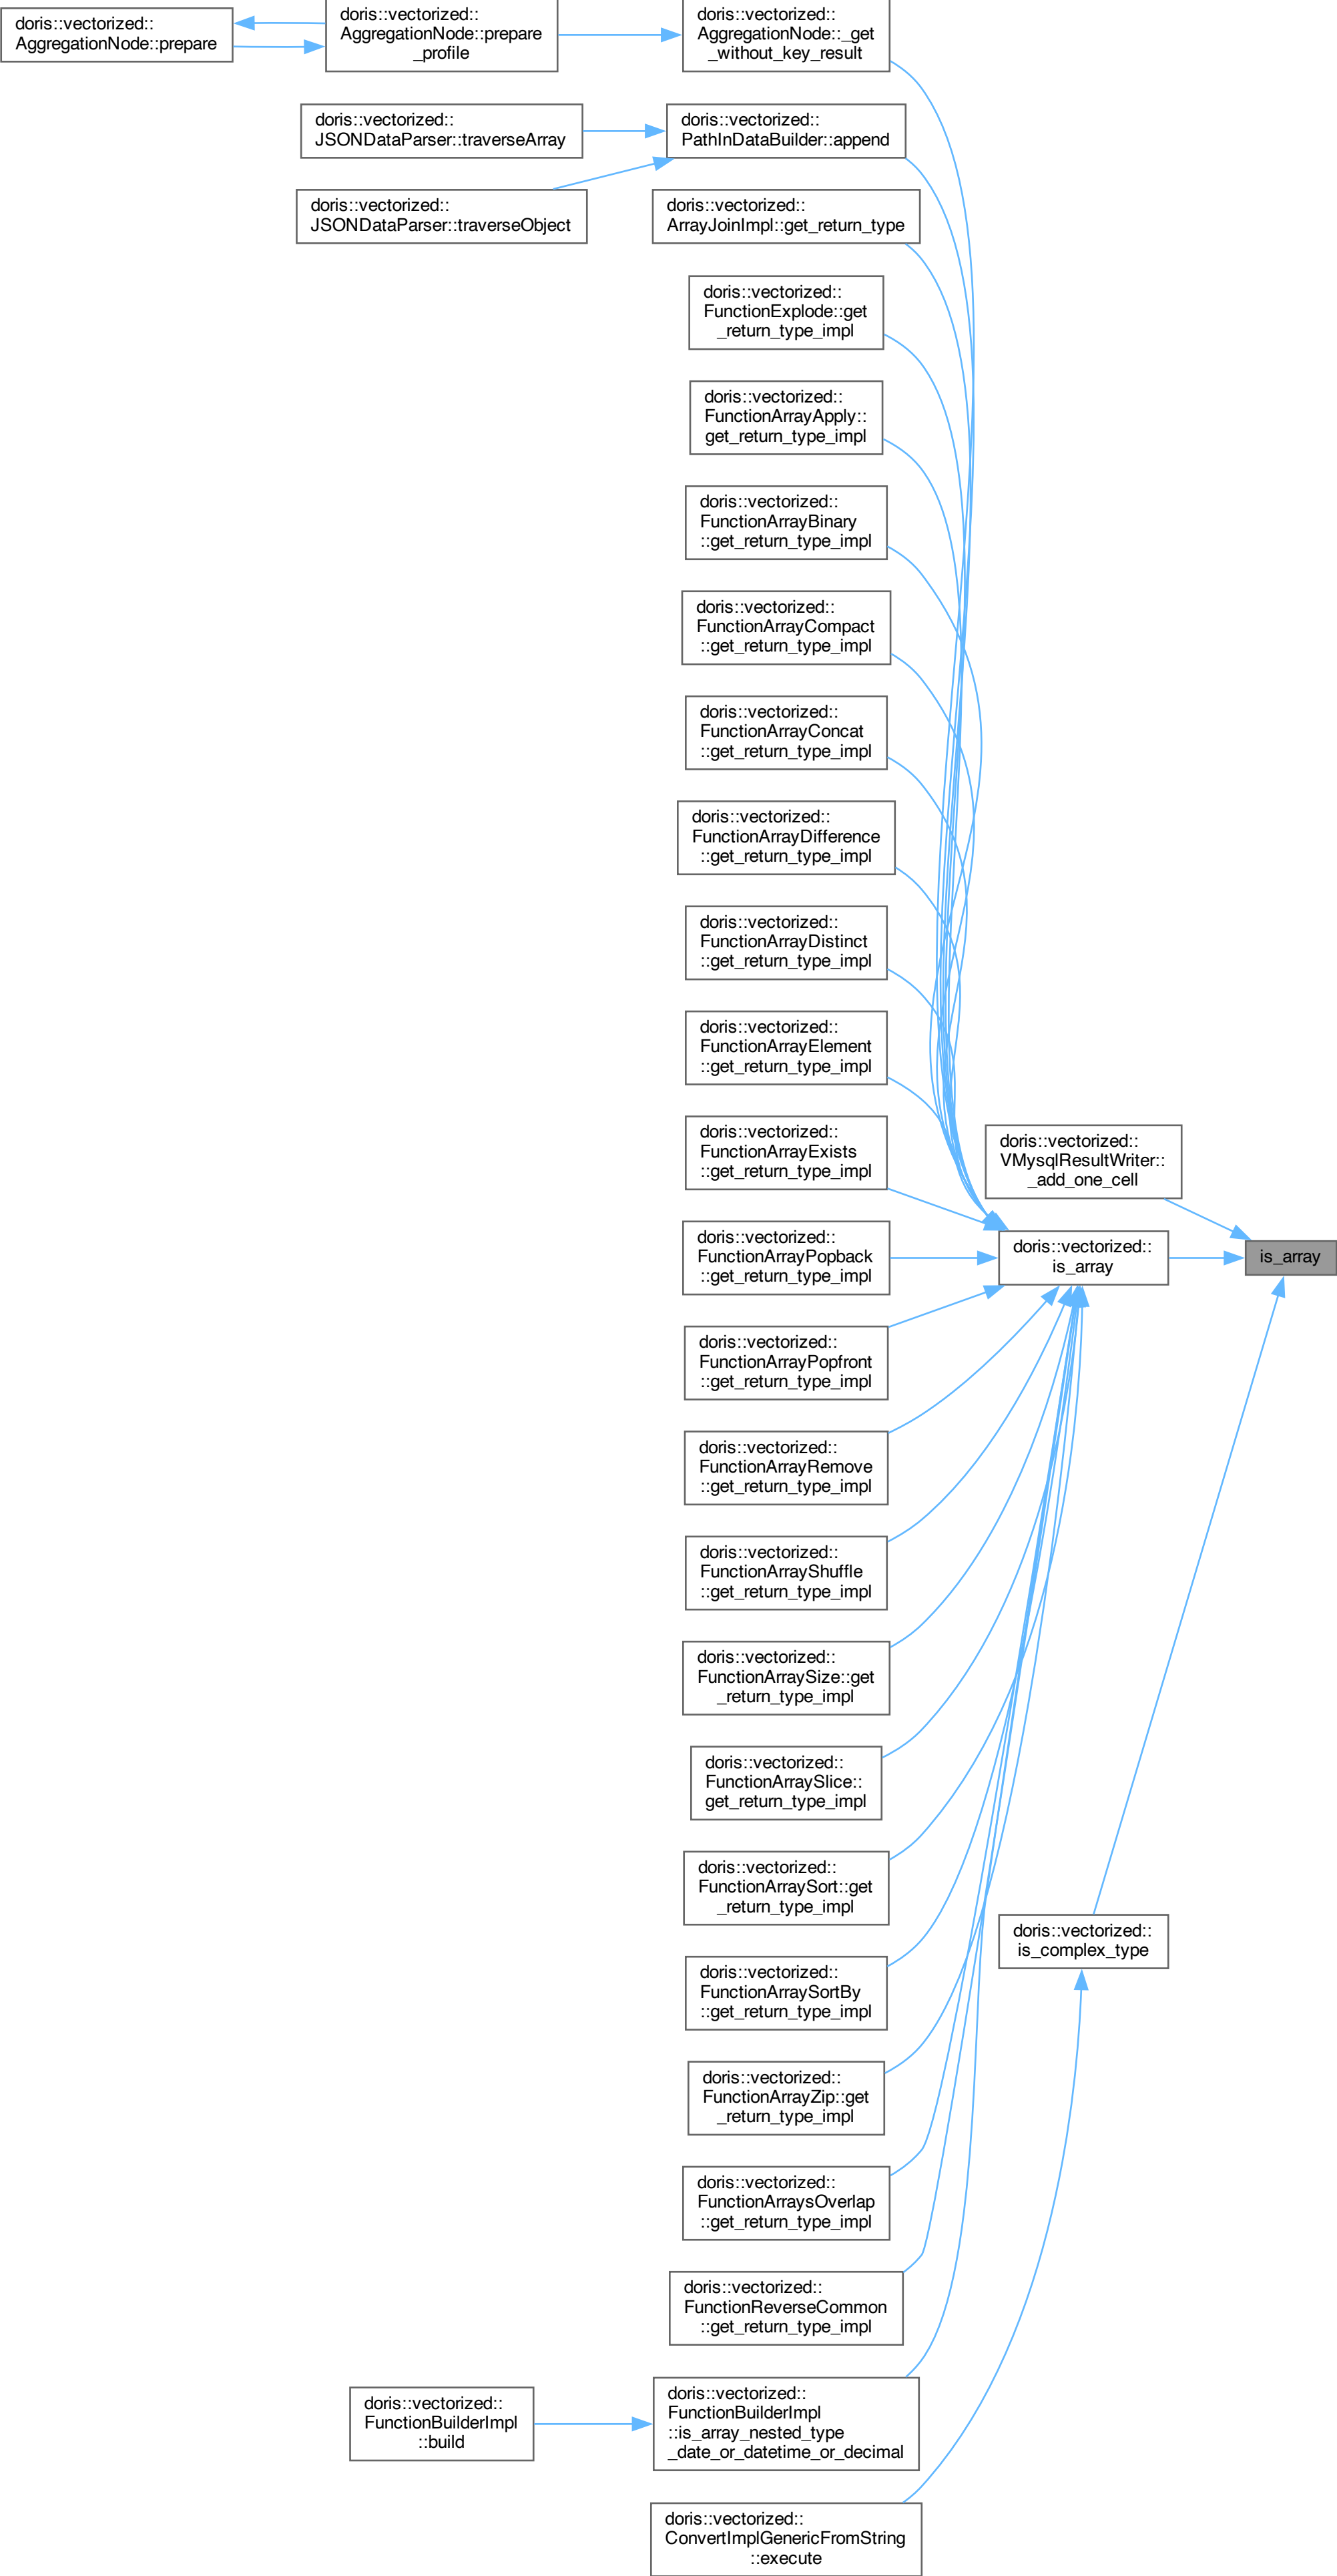 doris::vectorized::
AggregationNode::prepare
doris::vectorized::
AggregationNode::prepare
_profile
doris::vectorized::
AggregationNode::_get
_without_key_result
doris::vectorized::
JSONDataParser::traverseArray
doris::vectorized::
PathInDataBuilder::append
doris::vectorized::
JSONDataParser::traverseObject
doris::vectorized::
ArrayJoinImpl::get_return_type
doris::vectorized::
FunctionExplode::get
_return_type_impl
doris::vectorized::
FunctionArrayApply::
get_return_type_impl
doris::vectorized::
FunctionArrayBinary
::get_return_type_impl
doris::vectorized::
FunctionArrayCompact
::get_return_type_impl
doris::vectorized::
FunctionArrayConcat
::get_return_type_impl
doris::vectorized::
FunctionArrayDifference
::get_return_type_impl
doris::vectorized::
FunctionArrayDistinct
::get_return_type_impl
doris::vectorized::
FunctionArrayElement
::get_return_type_impl
doris::vectorized::
FunctionArrayExists
::get_return_type_impl
doris::vectorized::
VMysqlResultWriter::
_add_one_cell
doris::vectorized::
FunctionArrayPopback
::get_return_type_impl
doris::vectorized::
is_array
is_array
doris::vectorized::
FunctionArrayPopfront
::get_return_type_impl
doris::vectorized::
FunctionArrayRemove
::get_return_type_impl
doris::vectorized::
FunctionArrayShuffle
::get_return_type_impl
doris::vectorized::
FunctionArraySize::get
_return_type_impl
doris::vectorized::
FunctionArraySlice::
get_return_type_impl
doris::vectorized::
FunctionArraySort::get
_return_type_impl
doris::vectorized::
is_complex_type
doris::vectorized::
FunctionArraySortBy
::get_return_type_impl
doris::vectorized::
FunctionArrayZip::get
_return_type_impl
doris::vectorized::
FunctionArraysOverlap
::get_return_type_impl
doris::vectorized::
FunctionReverseCommon
::get_return_type_impl
doris::vectorized::
FunctionBuilderImpl
::build
doris::vectorized::
FunctionBuilderImpl
::is_array_nested_type
_date_or_datetime_or_decimal
doris::vectorized::
ConvertImplGenericFromString
::execute